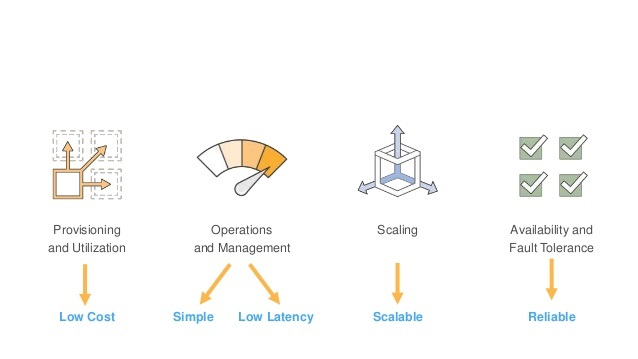 Provisioning
and Utilization
Operations
and Management
Scaling
Availability and
Fault Tolerance
Low Cost
Simple
Low Latency
Scalable
Reliable